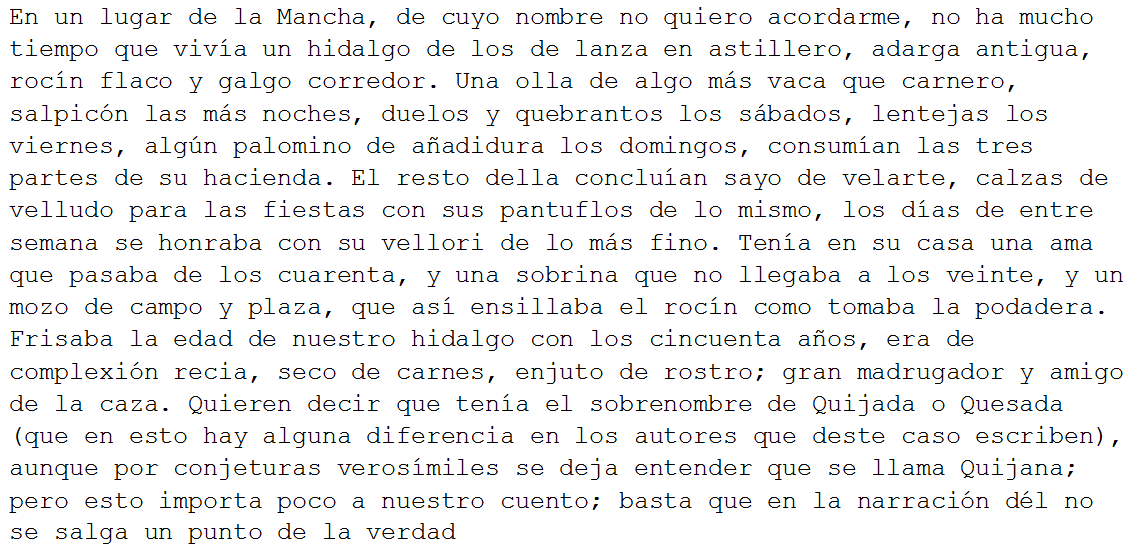 En un lugar de la Mancha, de cuyo nombre no quiero acordarme, no ha mucho
tiempo que vivía un hidalgo de los de lanza en astillero, adarga antigua,
rocín flaco y galgo corredor. Una olla de algo más vaca que carnero,
salpicón las más noches, duelos y quebrantos los sábados, lentejas los
viernes, algún palomino de añadidura los domingos, consumían las tres
partes de su hacienda. El resto della concluían sayo de velarte, calzas de
velludo para las fiestas con sus pantuflos de lo mismo, los días de entre
semana se honraba con su vellori de lo más fino. Tenía en su casa una ama
que pasaba de los cuarenta, y una sobrina que no llegaba a los veinte, y un
mozo de campo y plaza, que así ensillaba el rocín como tomaba la podadera.
Frisaba la edad de nuestro hidalgo con los cincuenta años, era de
complexión recia, seco de carnes, enjuto de rostro; gran madrugador y amigo
de la caza. Quieren decir que tenía el sobrenombre de Quijada o Quesada
(que en esto hay alguna diferencia en los autores que deste caso escriben),
aunque por conjeturas verosímiles se deja entender que se llama Quijana;
pero esto importa poco a nuestro cuento; basta que en la narración dél no
se salga un punto de la verdad